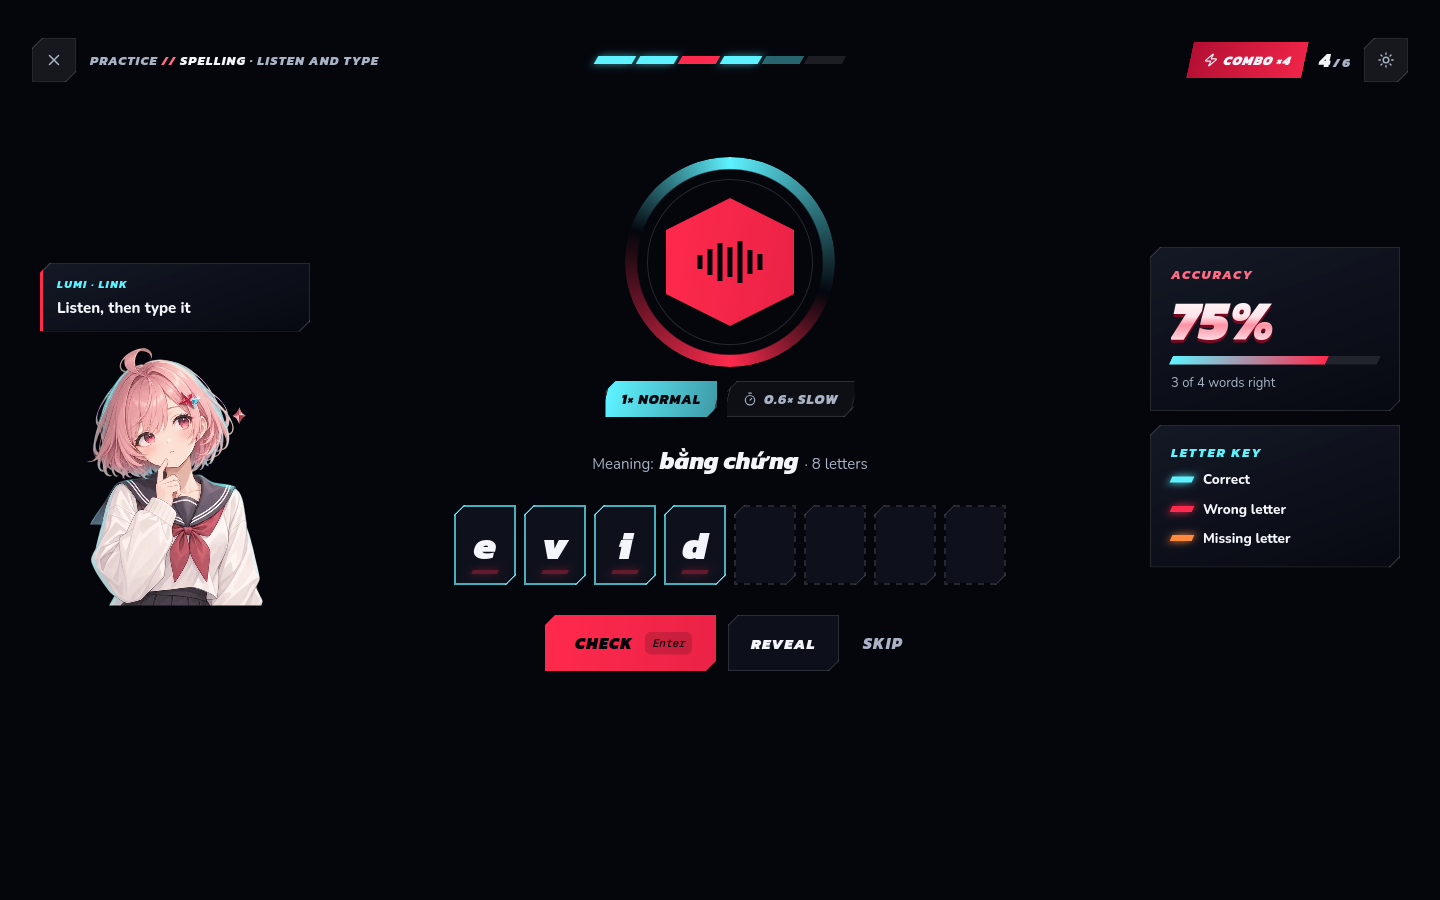 PRACTICE // SPELLING · LISTEN AND TYPE
COMBO ×4
4/6
LUMI · LINK
Listen, then type it
1× NORMAL
0.6× SLOW
Meaning: bằng chứng · 8 letters
e v i d
CHECK Enter
REVEAL
SKIP
ACCURACY
75%
3 of 4 words right
LETTER KEY
Correct
Wrong letter
Missing letter